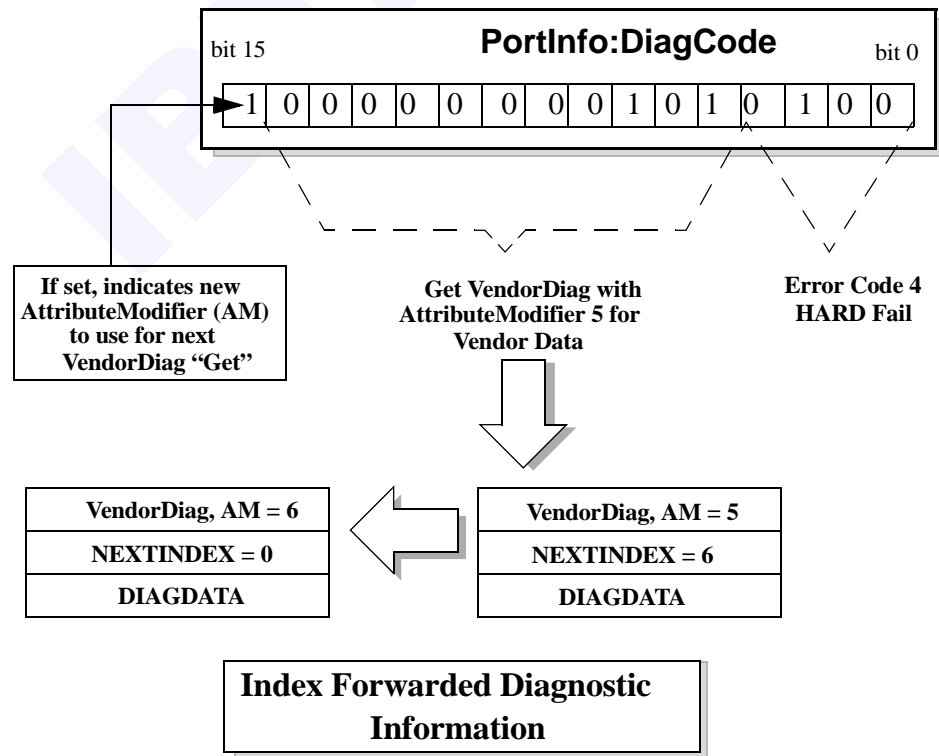 PortInfo:DiagCode
bit 15
bit 0
1 0 0 0 0 0 0 0 0 1 0 1 0 1 0 0
If set, indicates new
AttributeModifier (AM)
to use for next
VendorDiag “Get”
Get VendorDiag with
AttributeModifier 5 for
Vendor Data
Error Code 4
HARD Fail
VendorDiag, AM = 6
NEXTINDEX = 0
DIAGDATA
VendorDiag, AM = 5
NEXTINDEX = 6
DIAGDATA
Index Forwarded Diagnostic
Information